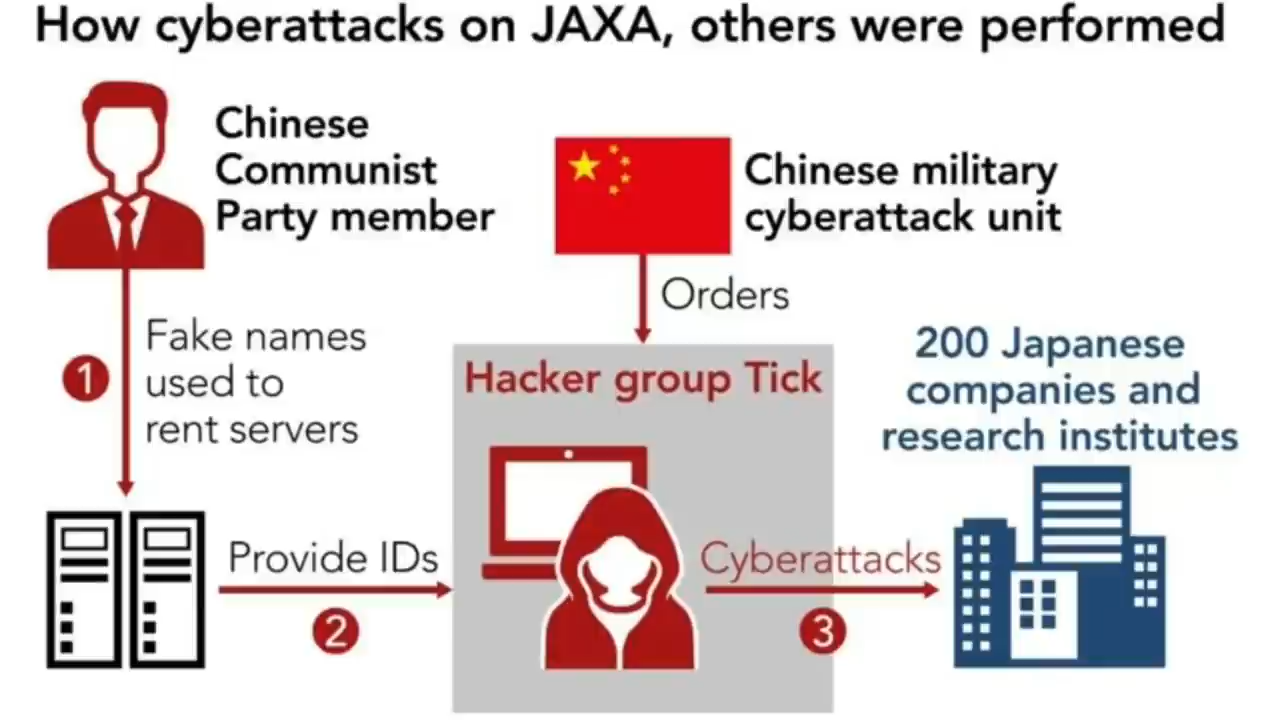 How cyberattacks on JAXA, others were performed
Chinese
Communist
Party member
Chinese military
cyberattack unit
Orders
1
Fake names
used to
rent servers
Hacker group Tick
200 Japanese
companies and
research institutes
Provide IDs
2
Cyberattacks
3